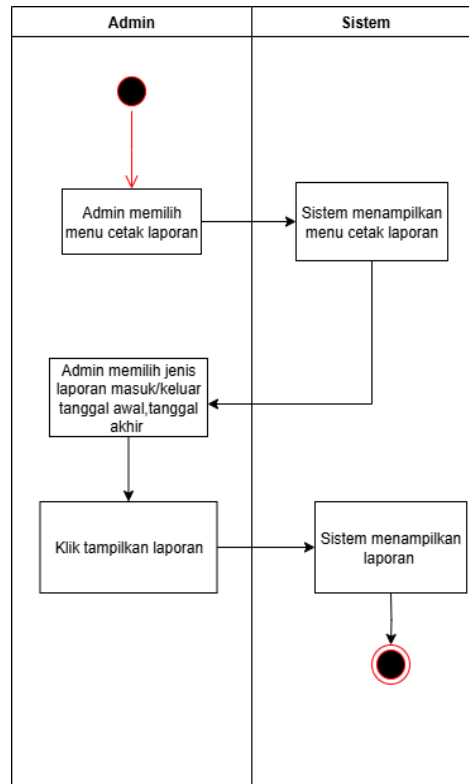 Admin
Sistem
Admin memilih
menu cetak laporan
Sistem menampilkan
menu cetak laporan
Admin memilih jenis
laporan masuk/keluar
tanggal awal,tanggal
akhir
Klik tampilkan laporan
Sistem menampilkan
laporan